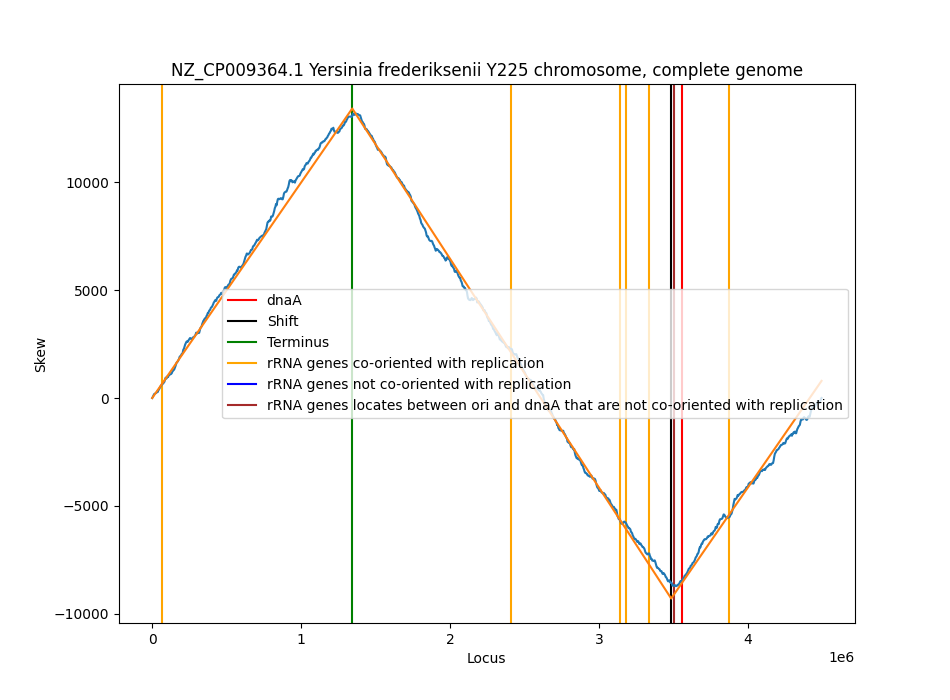 NZ_CP009364.1 Yersinia frederiksenii Y225 chromosome, complete genome
10000
5000
0
−5000
−10000
Skew
dnaA
Shift
Terminus
rRNA genes co-oriented with replication
rRNA genes not co-oriented with replication
rRNA genes locates between ori and dnaA that are not co-oriented with replication
0 1 2 3 4
1e6
Locus